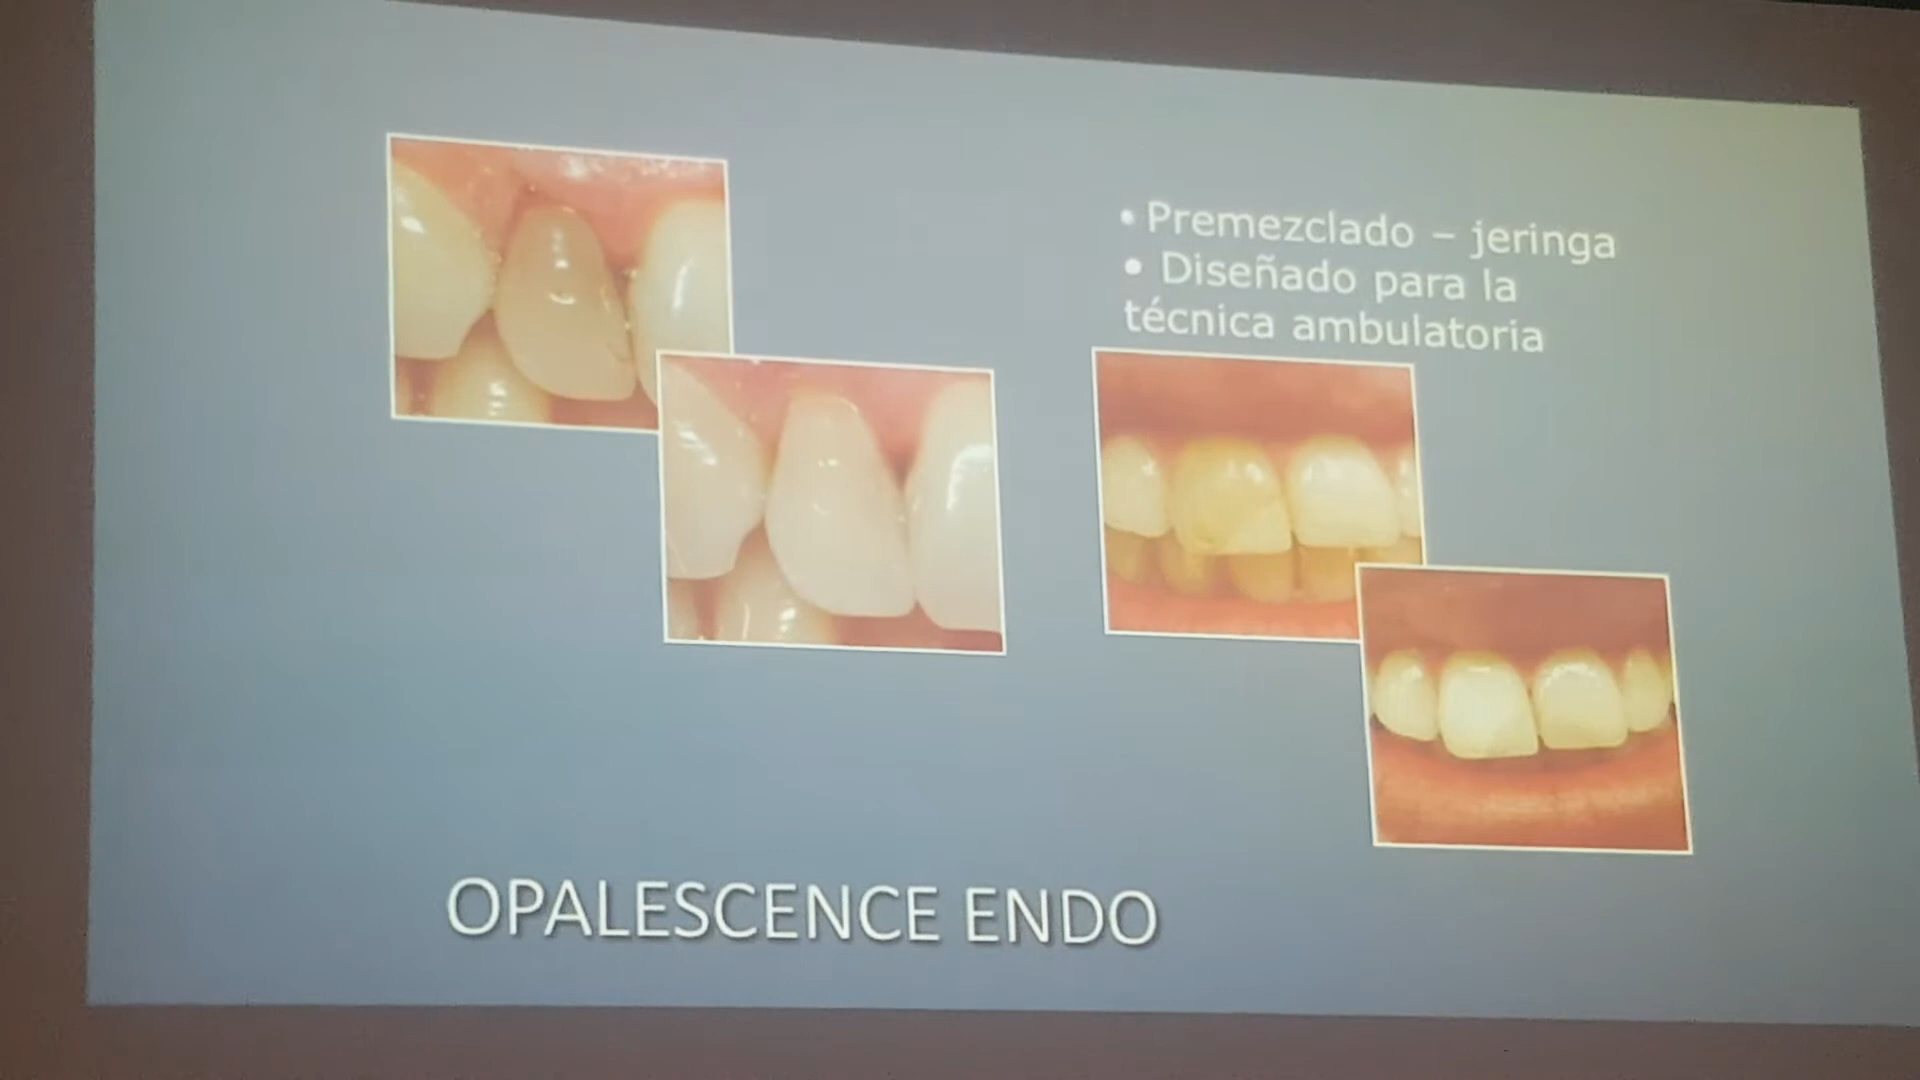 • Premezclado – jeringa
• Diseñado para la
técnica ambulatoria
OPALESCENCE ENDO